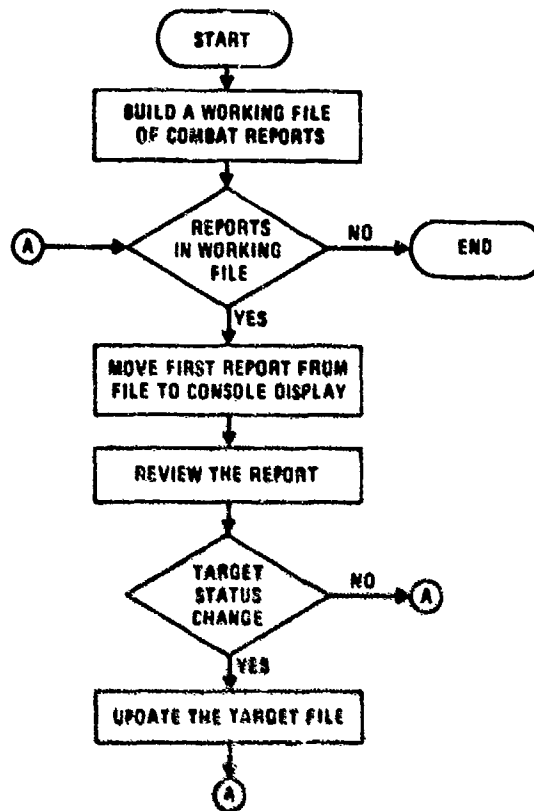 START
BUILD A WORKING FILE
OF COMBAT REPORTS
REPORTS
IN WORKING
FILE
A
NO
END
YES
MOVE FIRST REPORT FROM
FILE TO CONSOLE DISPLAY
REVIEW THE REPORT
TARGET
STATUS
CHANGE
NO
A
YES
UPDATE THE TARGET FILE
A